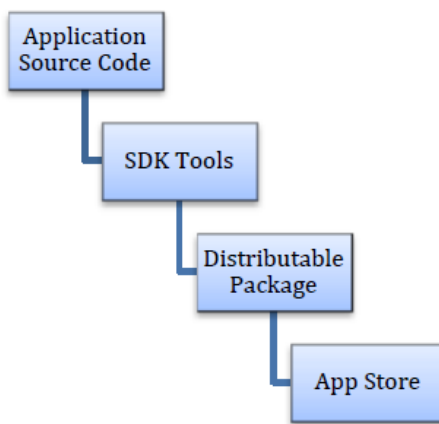 Application
Source Code
SDK Tools
Distributable
Package
App Store